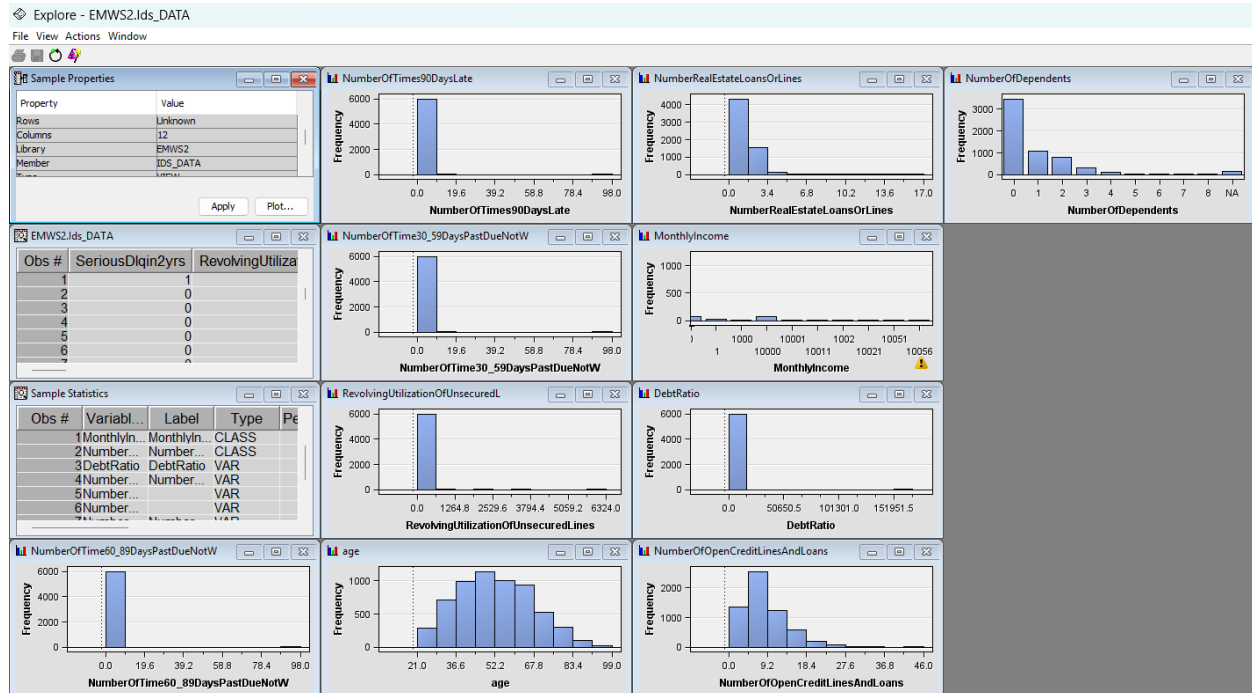 Explore - EMWS2.Ids_DATA
File View Actions Window
Sample Properties
Property Value
Rows Unknown
Columns 12
Library EMWS2
Member IDS_DATA
Apply Plot...
NumberOfTimes90DaysLate
Frequency
6000
4000
2000
0
0.0 19.6 39.2 58.8 78.4 98.0
NumberOfTimes90DaysLate
NumberRealEstateLoansOrLines
Frequency
4000
3000
2000
1000
0
0.0 3.4 6.8 10.2 13.6 17.0
NumberRealEstateLoansOrLines
NumberOfDependents
Frequency
3000
2000
1000
0
0 1 2 3 4 5 6 7 8 NA
NumberOfDependents
EMWS2.Ids_DATA
Obs # SeriousDlqin2yrs RevolvingUtiliza
1 1
2 0
3 0
4 0
5 0
6 0
NumberOfTime30_59DaysPastDueNotW
Frequency
6000
4000
2000
0
0.0 19.6 39.2 58.8 78.4 98.0
NumberOfTime30_59DaysPastDueNotW
MonthlyIncome
Frequency
1000
500
0
1000 10001 1002 10051
1 10000 10011 10021 10056
MonthlyIncome
Sample Statistics
Obs # Variabl... Label Type Pe
1 MonthlyIn... MonthlyIn... CLASS
2 Number... Number... CLASS
3 DebtRatio DebtRatio VAR
4 Number... Number... VAR
5 Number... VAR
6 Number... VAR
RevolvingUtilizationOfUnsecuredL
Frequency
6000
4000
2000
0
0.0 1264.8 2529.6 3794.4 5059.2 6324.0
RevolvingUtilizationOfUnsecuredLines
DebtRatio
Frequency
6000
4000
2000
0
0.0 50650.5 101301.0 151951.5
DebtRatio
NumberOfTime60_89DaysPastDueNotW
Frequency
6000
4000
2000
0
0.0 19.6 39.2 58.8 78.4 98.0
NumberOfTime60_89DaysPastDueNotW
age
Frequency
1000
500
0
21.0 36.6 52.2 67.8 83.4 99.0
age
NumberOfOpenCreditLinesAndLoans
Frequency
2000
1000
0
0.0 9.2 18.4 27.6 36.8 46.0
NumberOfOpenCreditLinesAndLoans